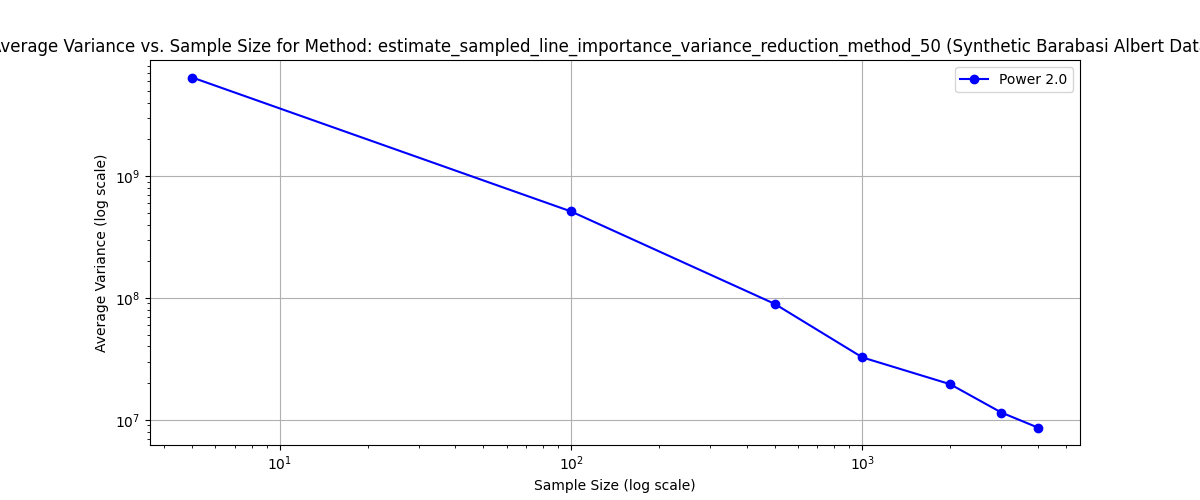 verage Variance vs. Sample Size for Method: estimate_sampled_line_importance_variance_reduction_method_50 (Synthetic Barabasi Albert Dat
Power 2.0
Average Variance (log scale)
10⁹
10⁸
10⁷
10¹ 10² 10³
Sample Size (log scale)